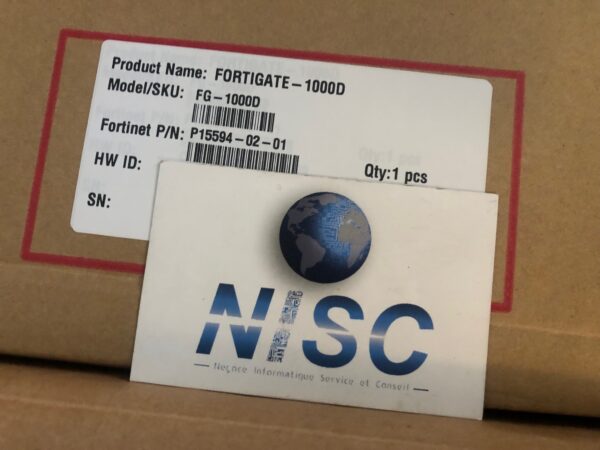 Product Name: FORTIGATE-1000D
Model/SKU: FG-1000D
Fortinet P/N: P15594-02-01
HW ID:
Qty:1 pcs
SN:
NISC
Negoce Informatique Service et Conseil